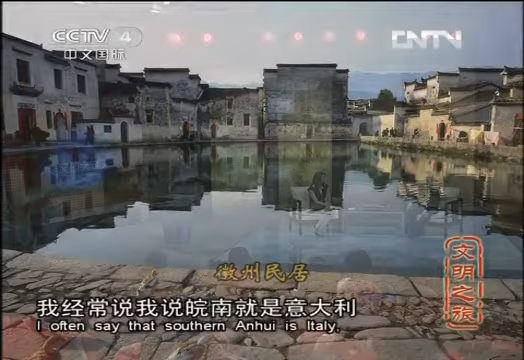 CCTV 4
中文国际
CNTV
徽州民居
文明之旅
我经常说我说皖南就是意大利
I often say that southern Anhui is Italy,